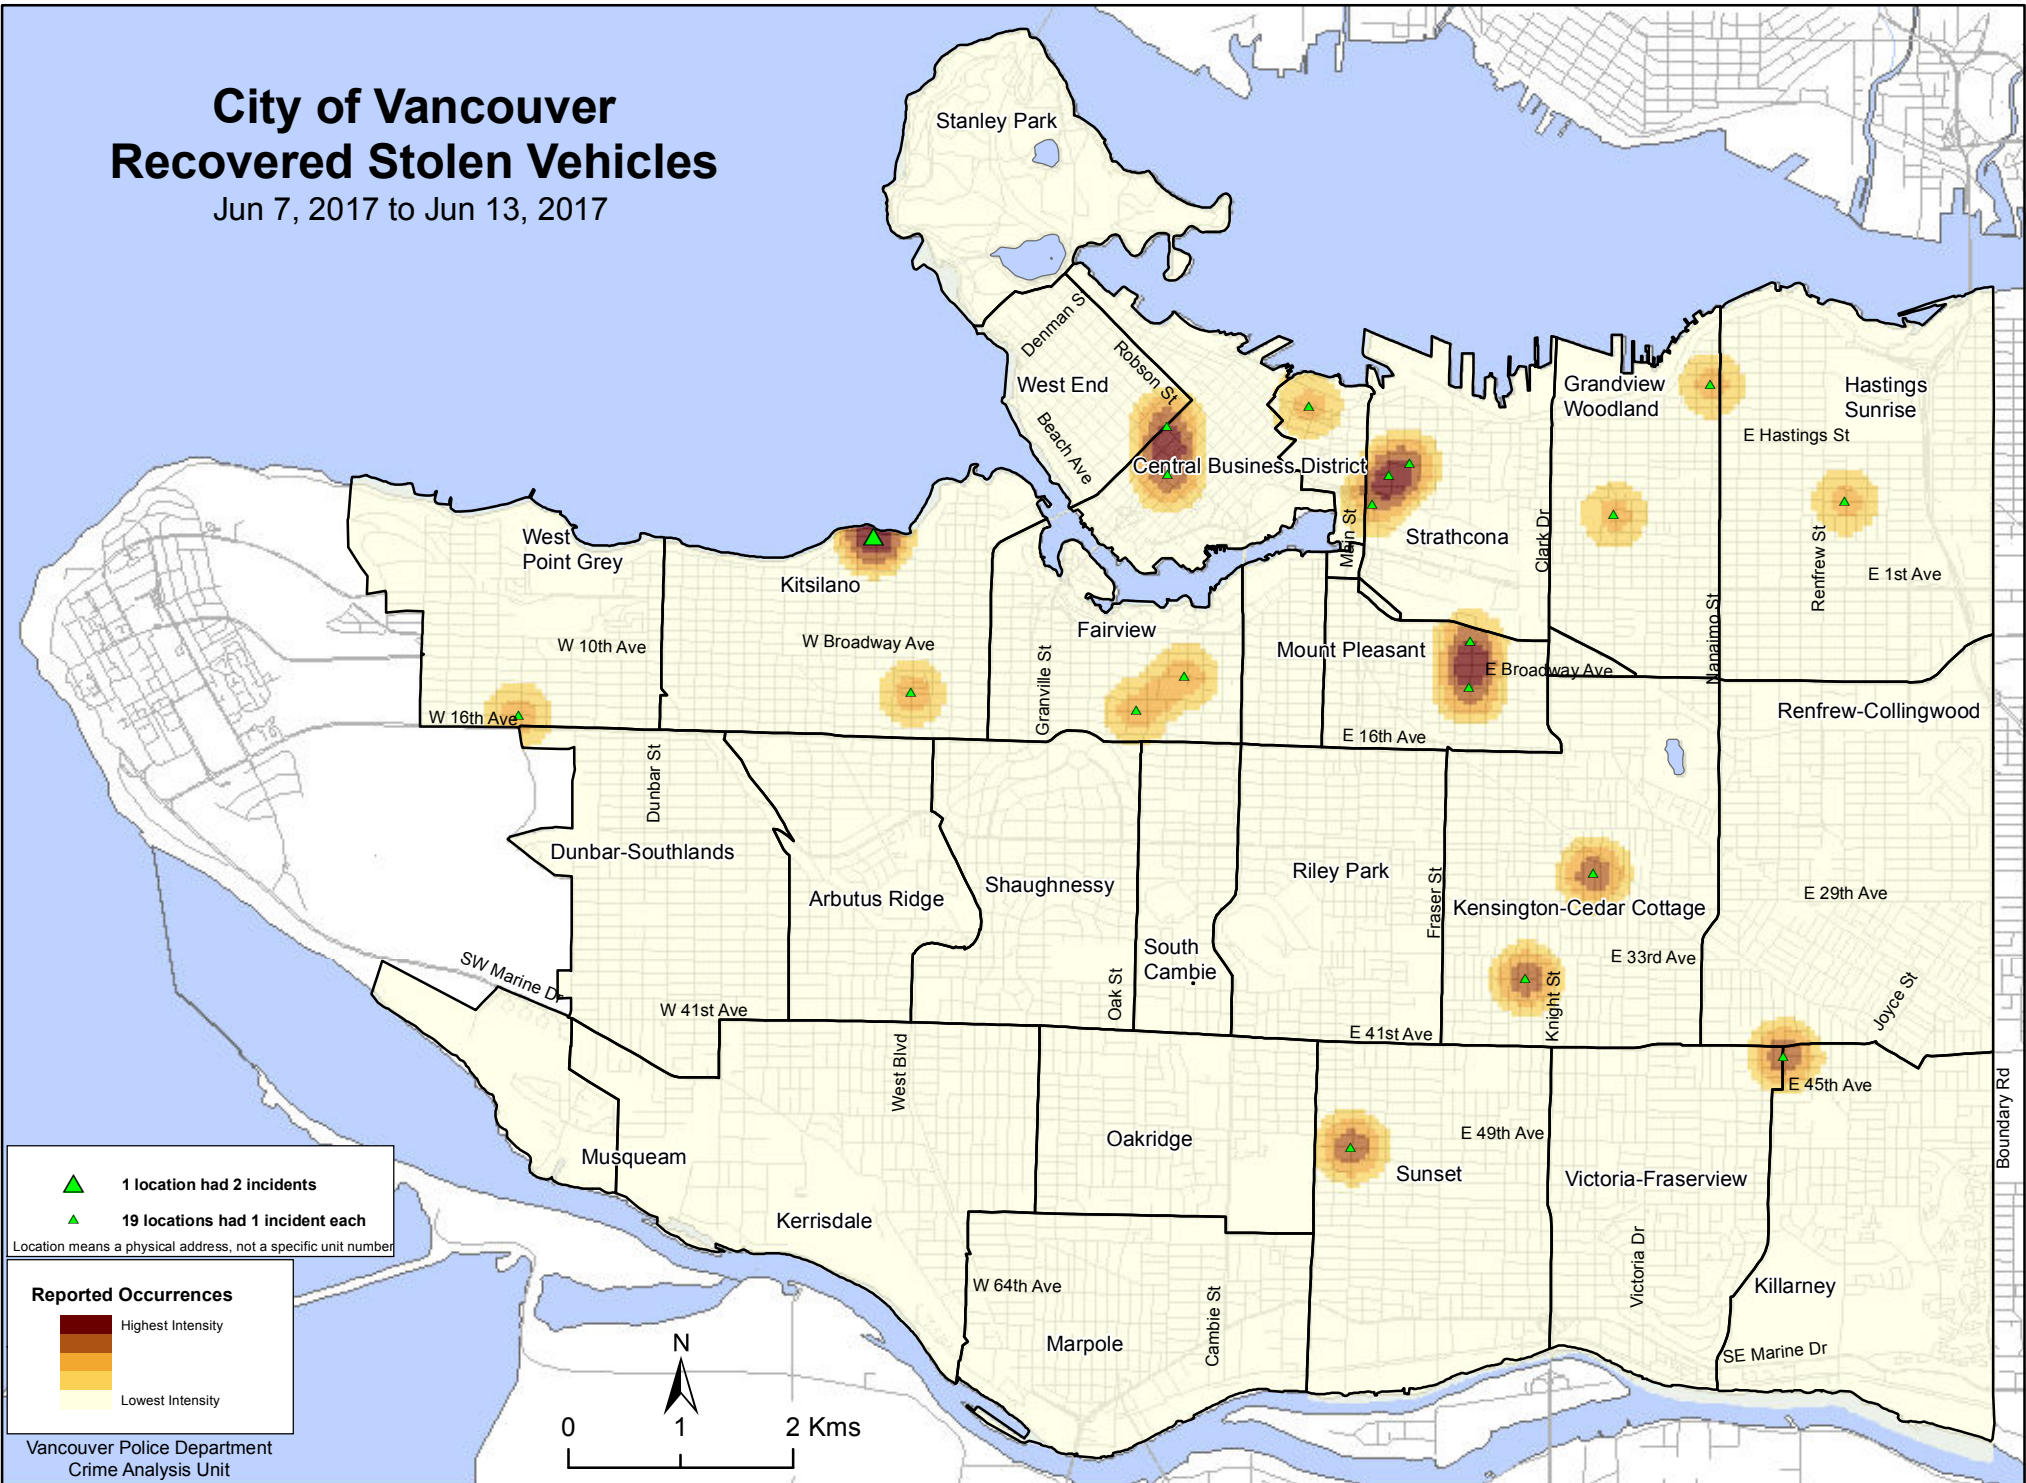 City of Vancouver
Recovered Stolen Vehicles
Jun 7, 2017 to Jun 13, 2017
Stanley Park
Denman S
Robson St
West End
Beach Ave
Central Business District
Grandview
Woodland
Hastings
Sunrise
E Hastings St
West
Point Grey
Kitsilano
Main St
Strathcona
Clark Dr
Renfrew St
E 1st Ave
W 10th Ave
W Broadway Ave
Fairview
Granville St
Mount Pleasant
E Broadway Ave
Nanaimo St
W 16th Ave
E 16th Ave
Renfrew-Collingwood
Dunbar St
Dunbar-Southlands
Arbutus Ridge
Shaughnessy
Riley Park
Fraser St
Kensington-Cedar Cottage
E 29th Ave
South
Cambie
SW Marine Dr
E 33rd Ave
Joyce St
W 41st Ave
Oak St
Knight St
E 41st Ave
West Blvd
E 45th Ave
Boundary Rd
Oakridge
E 49th Ave
Musqueam
Sunset
Victoria-Fraserview
Kerrisdale
Victoria Dr
W 64th Ave
Cambie St
Killarney
Marpole
SE Marine Dr
1 location had 2 incidents
19 locations had 1 incident each
Location means a physical address, not a specific unit number
Reported Occurrences
Highest Intensity
Lowest Intensity
N
0 1 2 Kms
Vancouver Police Department
Crime Analysis Unit